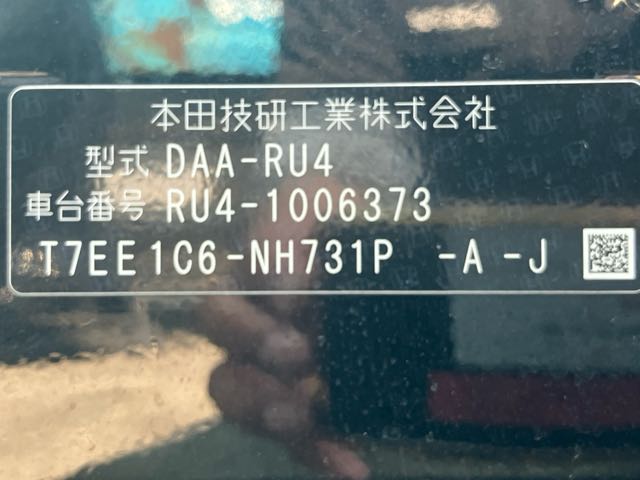 本田技研工業株式会社
型式 DAA-RU4
車台番号 RU4-1006373
T7EE1C6-NH731P -A -J